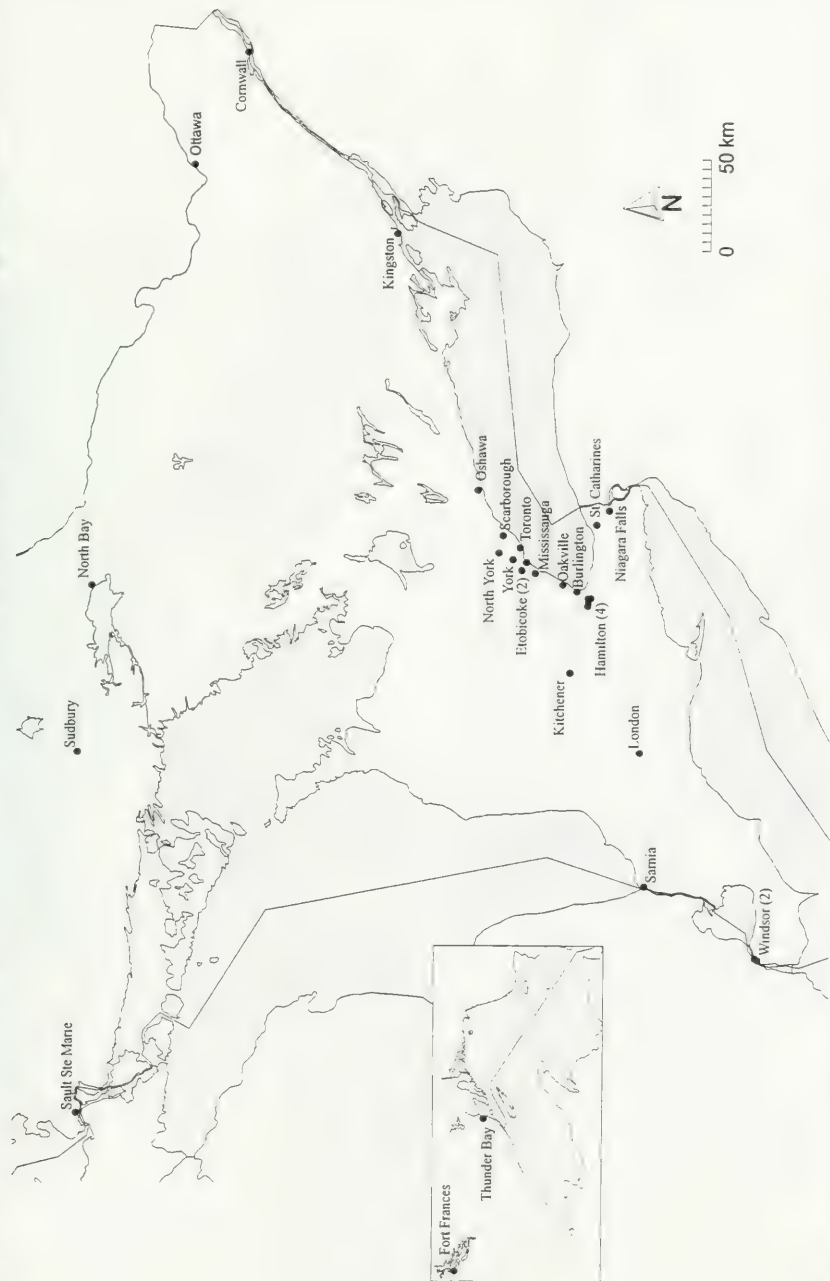 Sault Ste Marie
Sudbury
North Bay
Ottawa
Cornwall
Kingston
Oshawa
Scarborough
Toronto
North York
York
Etobicoke (2)
Mississauga
Oakville
Burlington
Hamilton (4)
St. Catharines
Niagara Falls
Kitchener
London
Sarnia
Windsor (2)
Fort Frances
Thunder Bay
N
0 50 km